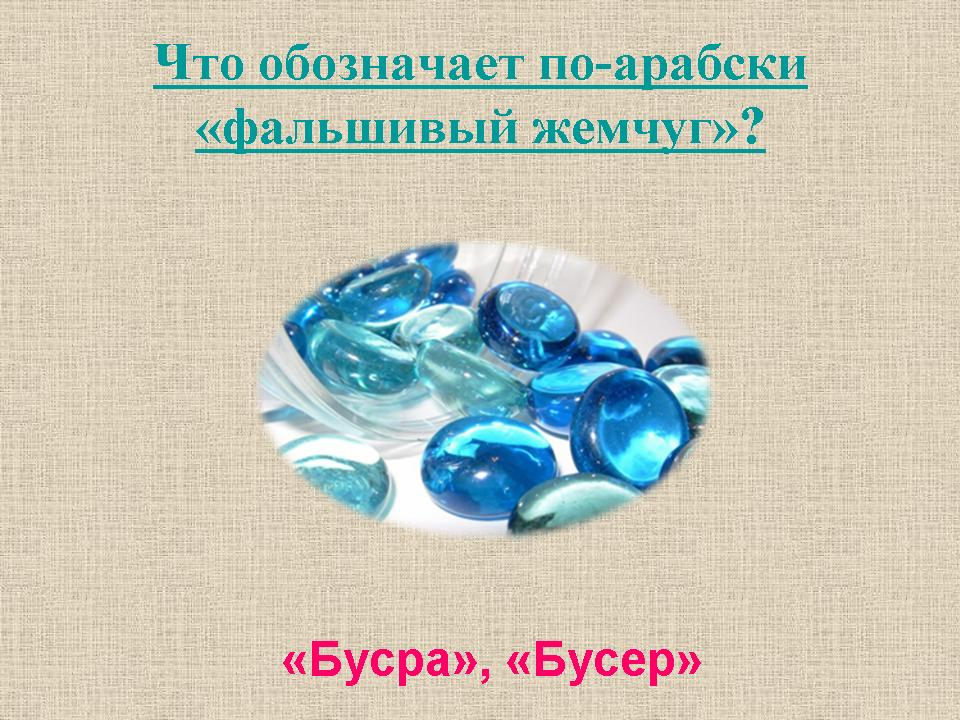 Что обозначает по-арабски
«фальшивый жемчуг»?
«Бусра», «Бусер»